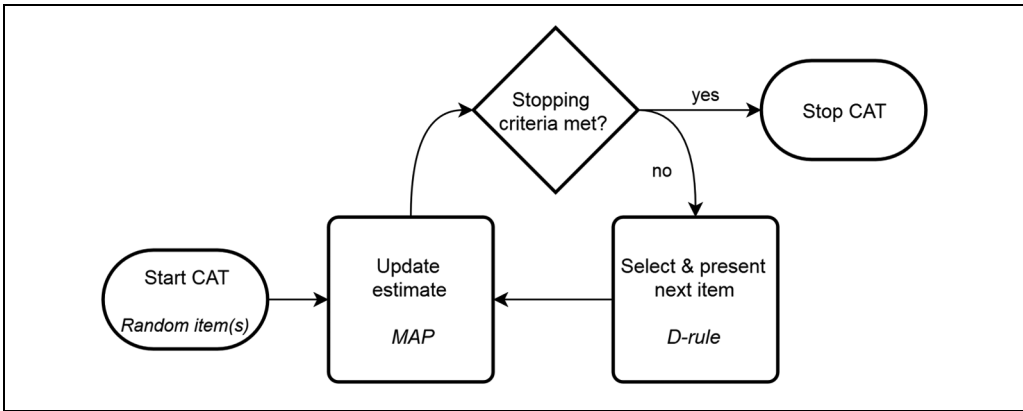 Stopping
criteria met?
yes
Stop CAT
no
Start CAT
Random item(s)
Update
estimate
MAP
Select & present
next item
D-rule